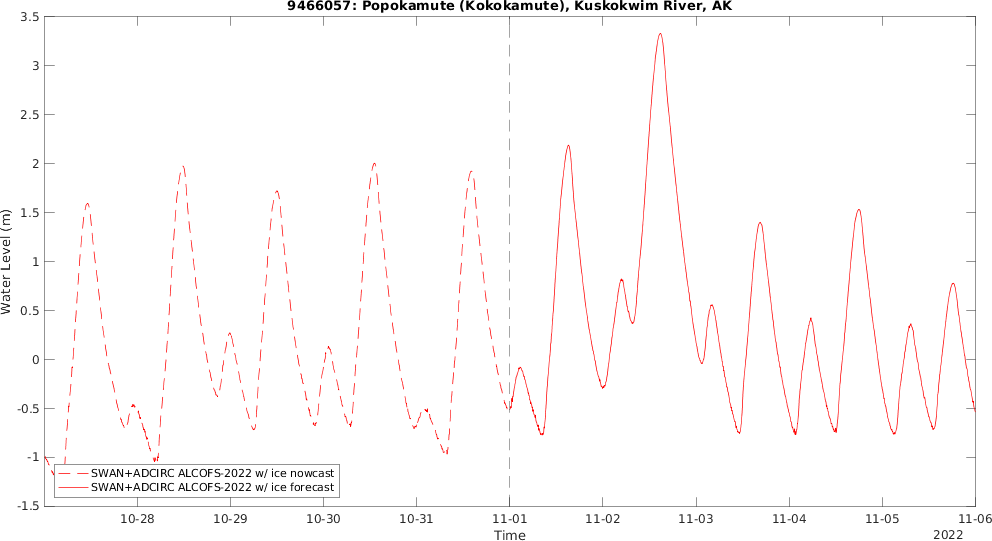 9466057: Popokamute (Kokokamute), Kuskokwim River, AK
3.5
3
2.5
2
1.5
1
0.5
0
-0.5
-1
-1.5
Water Level (m)
SWAN+ADCIRC ALCOFS-2022 w/ ice nowcast
SWAN+ADCIRC ALCOFS-2022 w/ ice forecast
10-28 10-29 10-30 10-31 11-01 11-02 11-03 11-04 11-05 11-06
Time
2022